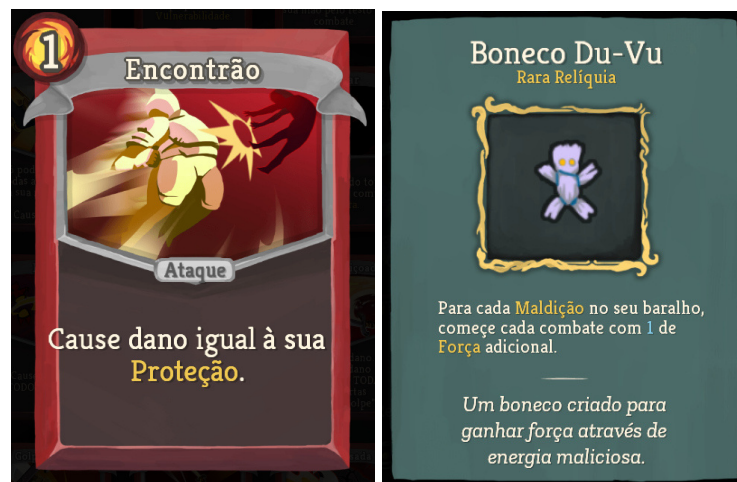 1
Encontrão
Ataque
Cause dano igual à sua
Proteção.
Boneco Du-Vu
Rara Relíquia
Para cada Maldição no seu baralho,
começe cada combate com 1 de
Força adicional.
Um boneco criado para
ganhar força através de
energia maliciosa.